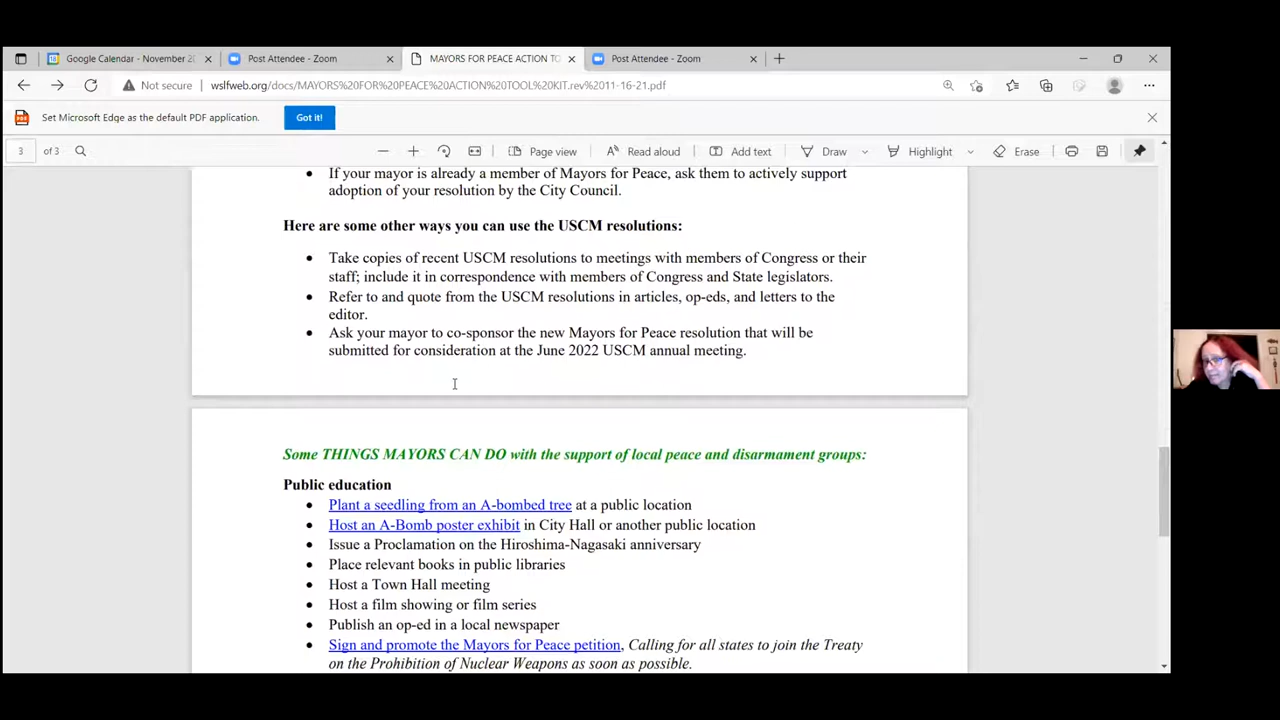 Google Calendar - November 2
Post Attendee - Zoom
MAYORS FOR PEACE ACTION TO
Post Attendee - Zoom
Not secure
wslfweb.org/docs/MAYORS%20FOR%20PEACE%20ACTION%20TOOL%20KIT.rev%2011-16-21.pdf
Set Microsoft Edge as the default PDF application.
Got it!
3 of 3
Page view
Read aloud
Add text
Draw
Highlight
Erase
• If your mayor is already a member of Mayors for Peace, ask them to actively support
adoption of your resolution by the City Council.
Here are some other ways you can use the USCM resolutions:
• Take copies of recent USCM resolutions to meetings with members of Congress or their
staff; include it in correspondence with members of Congress and State legislators.
• Refer to and quote from the USCM resolutions in articles, op-eds, and letters to the
editor.
• Ask your mayor to co-sponsor the new Mayors for Peace resolution that will be
submitted for consideration at the June 2022 USCM annual meeting.
Some THINGS MAYORS CAN DO with the support of local peace and disarmament groups:
Public education
• Plant a seedling from an A-bombed tree at a public location
• Host an A-Bomb poster exhibit in City Hall or another public location
• Issue a Proclamation on the Hiroshima-Nagasaki anniversary
• Place relevant books in public libraries
• Host a Town Hall meeting
• Host a film showing or film series
• Publish an op-ed in a local newspaper
• Sign and promote the Mayors for Peace petition, Calling for all states to join the Treaty
on the Prohibition of Nuclear Weapons as soon as possible.